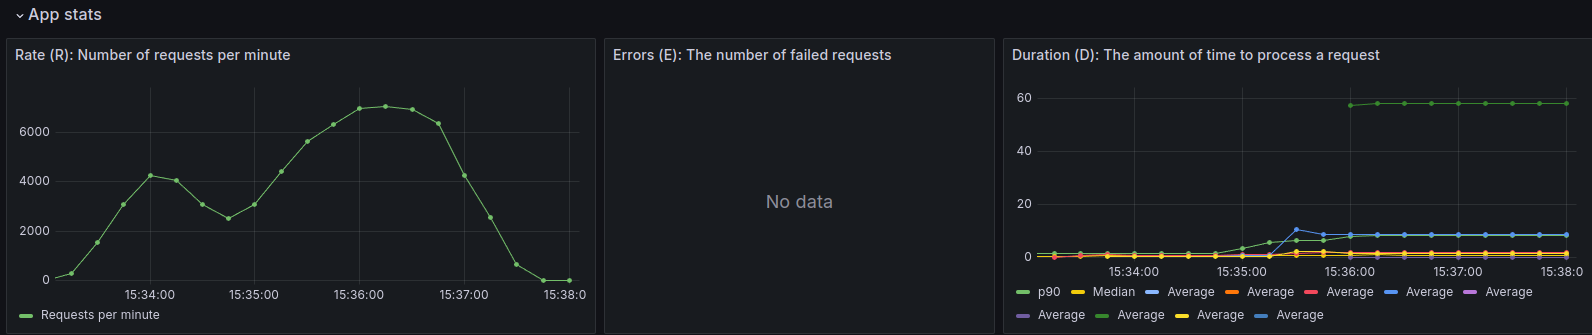 App stats
Rate (R): Number of requests per minute
6000
4000
2000
0
15:34:00 15:35:00 15:36:00 15:37:00 15:38:0
Requests per minute
Errors (E): The number of failed requests
No data
Duration (D): The amount of time to process a request
60
40
20
0
15:34:00 15:35:00 15:36:00 15:37:00 15:38:0
p90 Median Average Average Average Average Average
Average Average Average Average